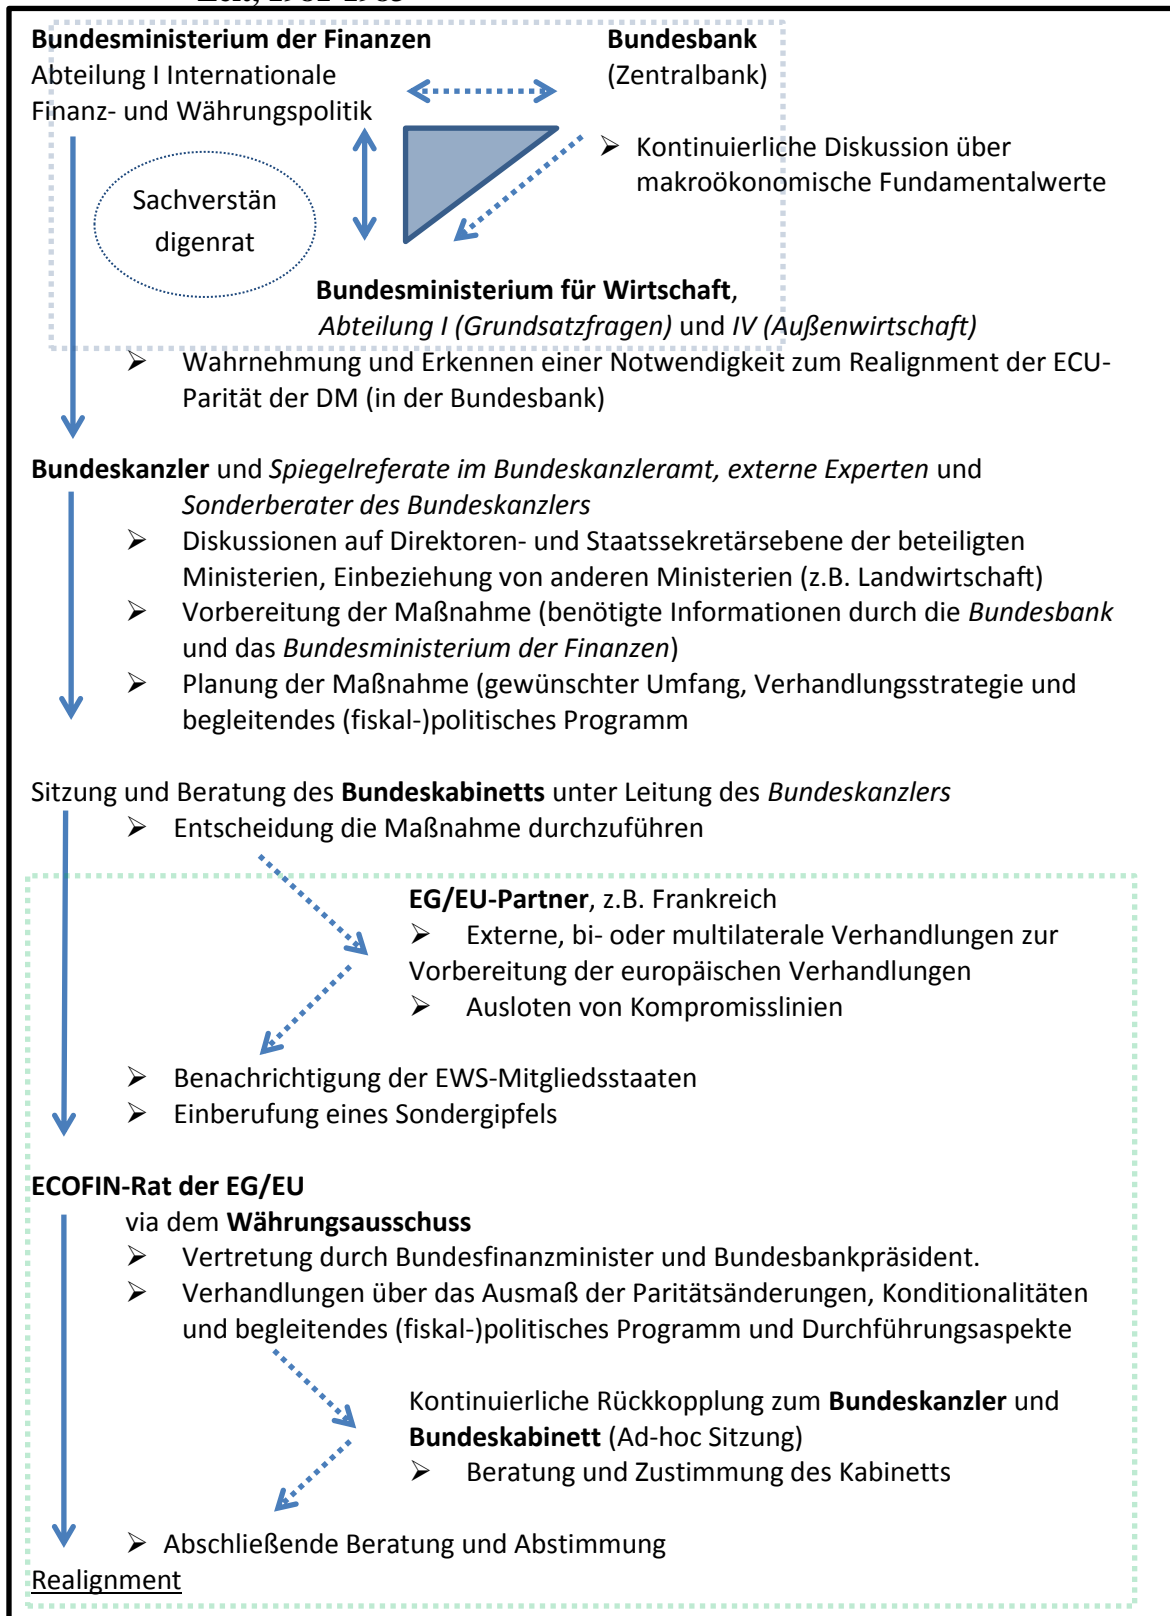 Bundesministerium der Finanzen
Abteilung I Internationale
Finanz- und Währungspolitik
Bundesbank
(Zentralbank)
➢ Kontinuierliche Diskussion über
makroökonomische Fundamentalwerte
Sachverstän
digenrat
Bundesministerium für Wirtschaft,
Abteilung I (Grundsatzfragen) und IV (Außenwirtschaft)
➢ Wahrnehmung und Erkennen einer Notwendigkeit zum Realignment der ECU-
Parität der DM (in der Bundesbank)
Bundeskanzler und Spiegelreferate im Bundeskanzleramt, externe Experten und
Sonderberater des Bundeskanzlers
➢ Diskussionen auf Direktoren- und Staatssekretärsebene der beteiligten
Ministerien, Einbeziehung von anderen Ministerien (z.B. Landwirtschaft)
➢ Vorbereitung der Maßnahme (benötigte Informationen durch die Bundesbank
und das Bundesministerium der Finanzen)
➢ Planung der Maßnahme (gewünschter Umfang, Verhandlungsstrategie und
begleitendes (fiskal-)politisches Programm
Sitzung und Beratung des Bundeskabinetts unter Leitung des Bundeskanzlers
➢ Entscheidung die Maßnahme durchzuführen
EG/EU-Partner, z.B. Frankreich
➢ Externe, bi- oder multilaterale Verhandlungen zur
Vorbereitung der europäischen Verhandlungen
➢ Ausloten von Kompromisslinien
➢ Benachrichtigung der EWS-Mitgliedsstaaten
➢ Einberufung eines Sondergipfels
ECOFIN-Rat der EG/EU
via dem Währungsausschuss
➢ Vertretung durch Bundesfinanzminister und Bundesbankpräsident.
➢ Verhandlungen über das Ausmaß der Paritätsänderungen, Konditionalitäten
und begleitendes (fiskal-)politisches Programm und Durchführungsaspekte
Kontinuierliche Rückkopplung zum Bundeskanzler und
Bundeskabinett (Ad-hoc Sitzung)
➢ Beratung und Zustimmung des Kabinetts
➢ Abschließende Beratung und Abstimmung
Realignment